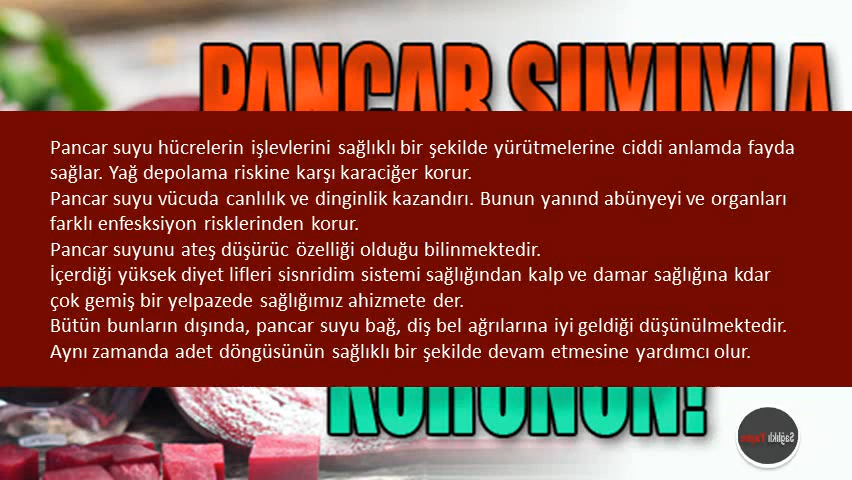 PANCAR SUYUYLA
Pancar suyu hücrelerin işlevlerini sağlıklı bir şekilde yürütmelerine ciddi anlamda fayda
sağlar. Yağ depolama riskine karşı karaciğer korur.
Pancar suyu vücuda canlılık ve dinginlik kazandırı. Bunun yanınd abünyeyi ve organları
farklı enfesksiyon risklerinden korur.
Pancar suyunu ateş düşürüc özelliği olduğu bilinmektedir.
İçerdiği yüksek diyet lifleri sisnridim sistemi sağlığından kalp ve damar sağlığına kdar
çok gemiş bir yelpazede sağlığımız ahizmete der.
Bütün bunların dışında, pancar suyu bağ, diş bel ağrılarına iyi geldiği düşünülmektedir.
Aynı zamanda adet döngüsünün sağlıklı bir şekilde devam etmesine yardımcı olur.
KORUNUN!
Sağlıklı Yaşam